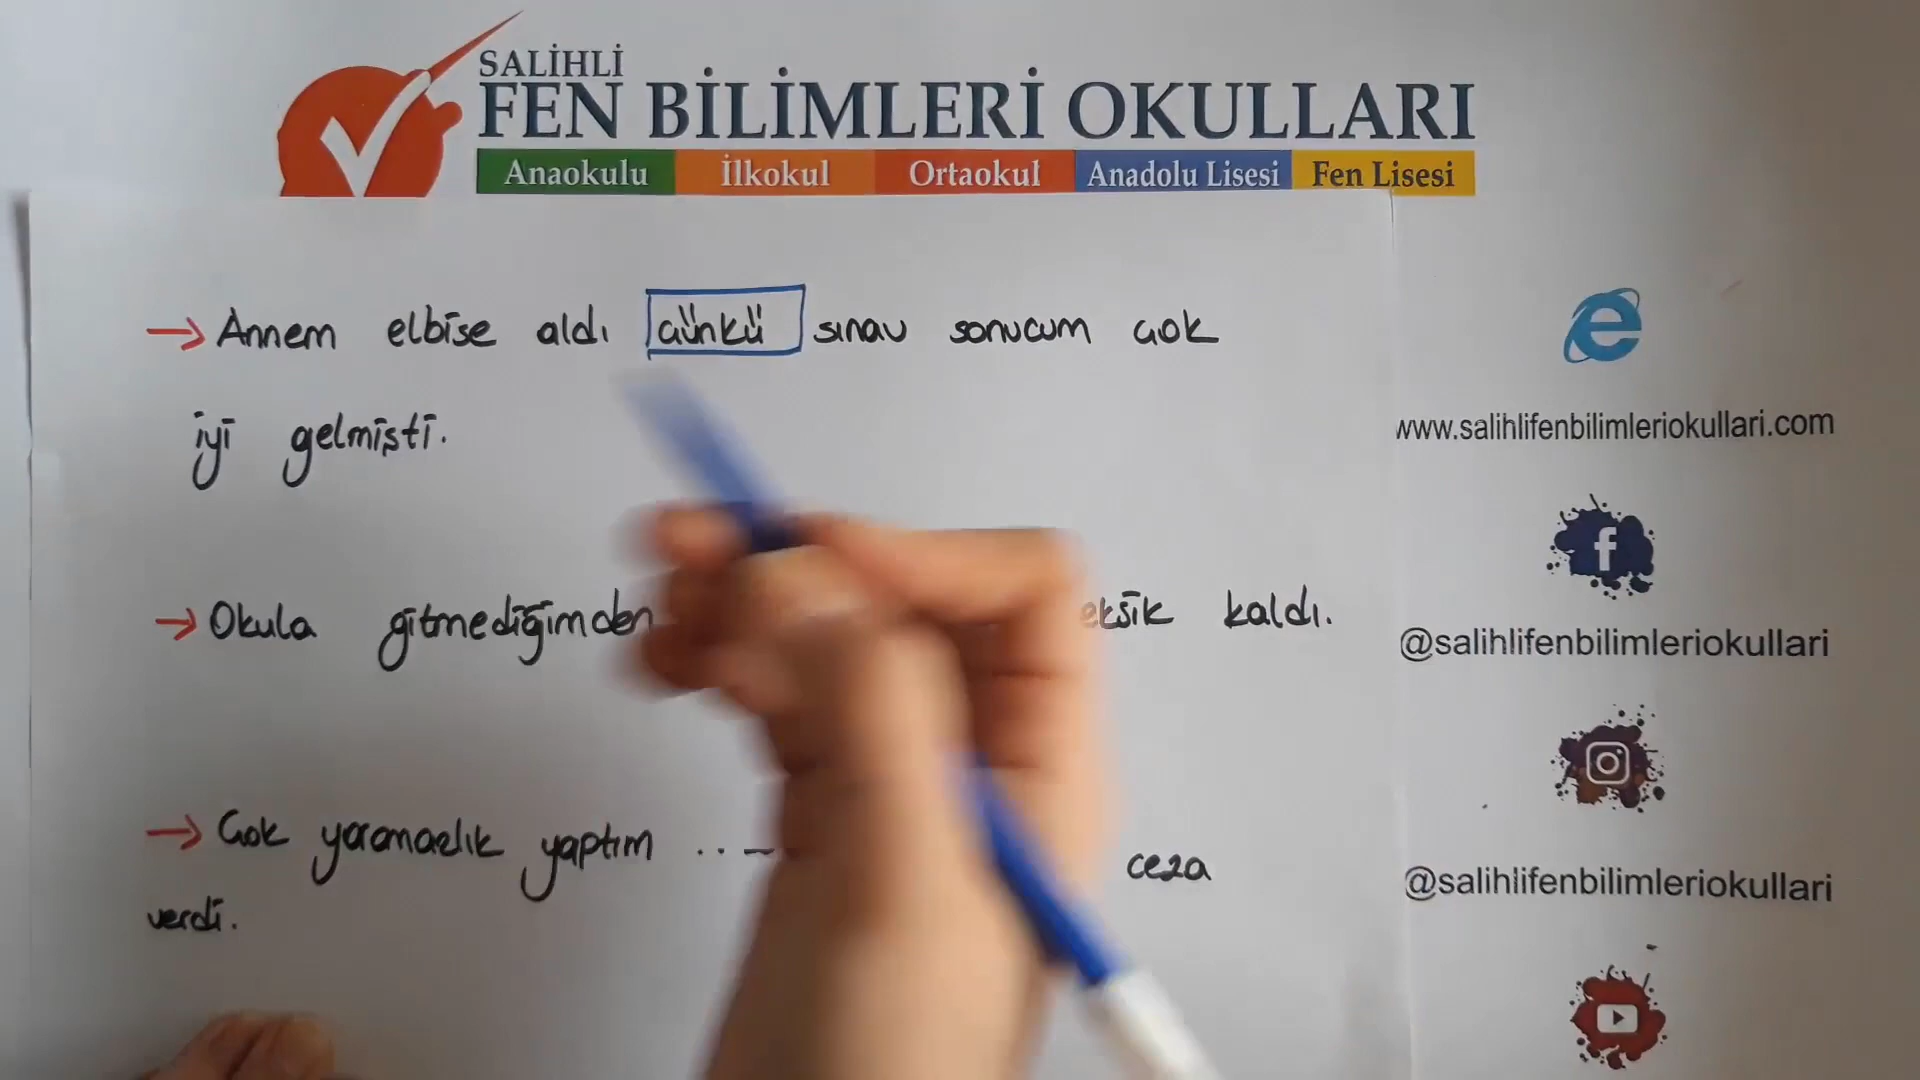 SALİHLİ
FEN BİLİMLERİ OKULLARI
Anaokulu İlkokul Ortaokul Anadolu Lisesi Fen Lisesi
→ Annem elbise aldı çünkü sınav sonucum çok
iyi gelmişti.
→ Okula gitmediğimden eksik kaldı.
→ Çok yaramazlık yaptım ... ceza
verdi.
www.salihlifenbilimleriokullari.com
@salihlifenbilimleriokullari
@salihlifenbilimleriokullari